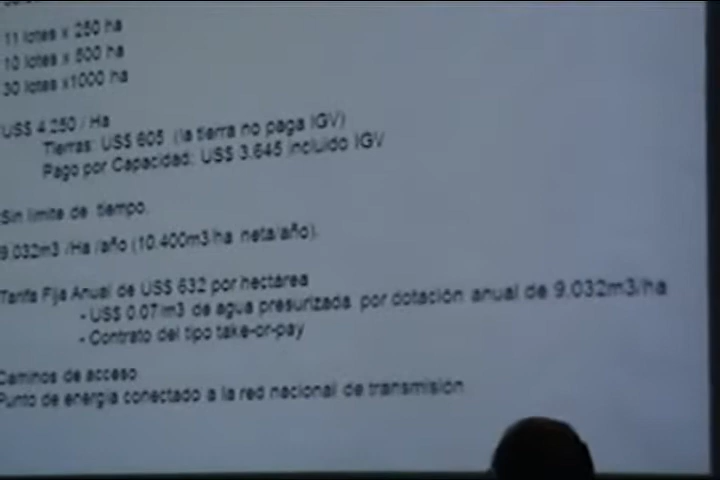 11 lotes x 250 ha
10 lotes x 500 ha
30 lotes x1000 ha
US$ 4.250 / Ha
Tierras: US$ 605 (la tierra no paga IGV)
Pago por Capacidad: US$ 3.645 incluido IGV
Sin limite de tiempo.
9.032m3 /Ha /año (10.400m3/ha neta/año).
Tarifa Fija Anual de US$ 632 por hectárea
- US$ 0.07/m3 de agua presurizada por dotación anual de 9.032m3/ha
- Contrato del tipo take-or-pay
Caminos de acceso
Punto de energía conectado a la red nacional de transmisión